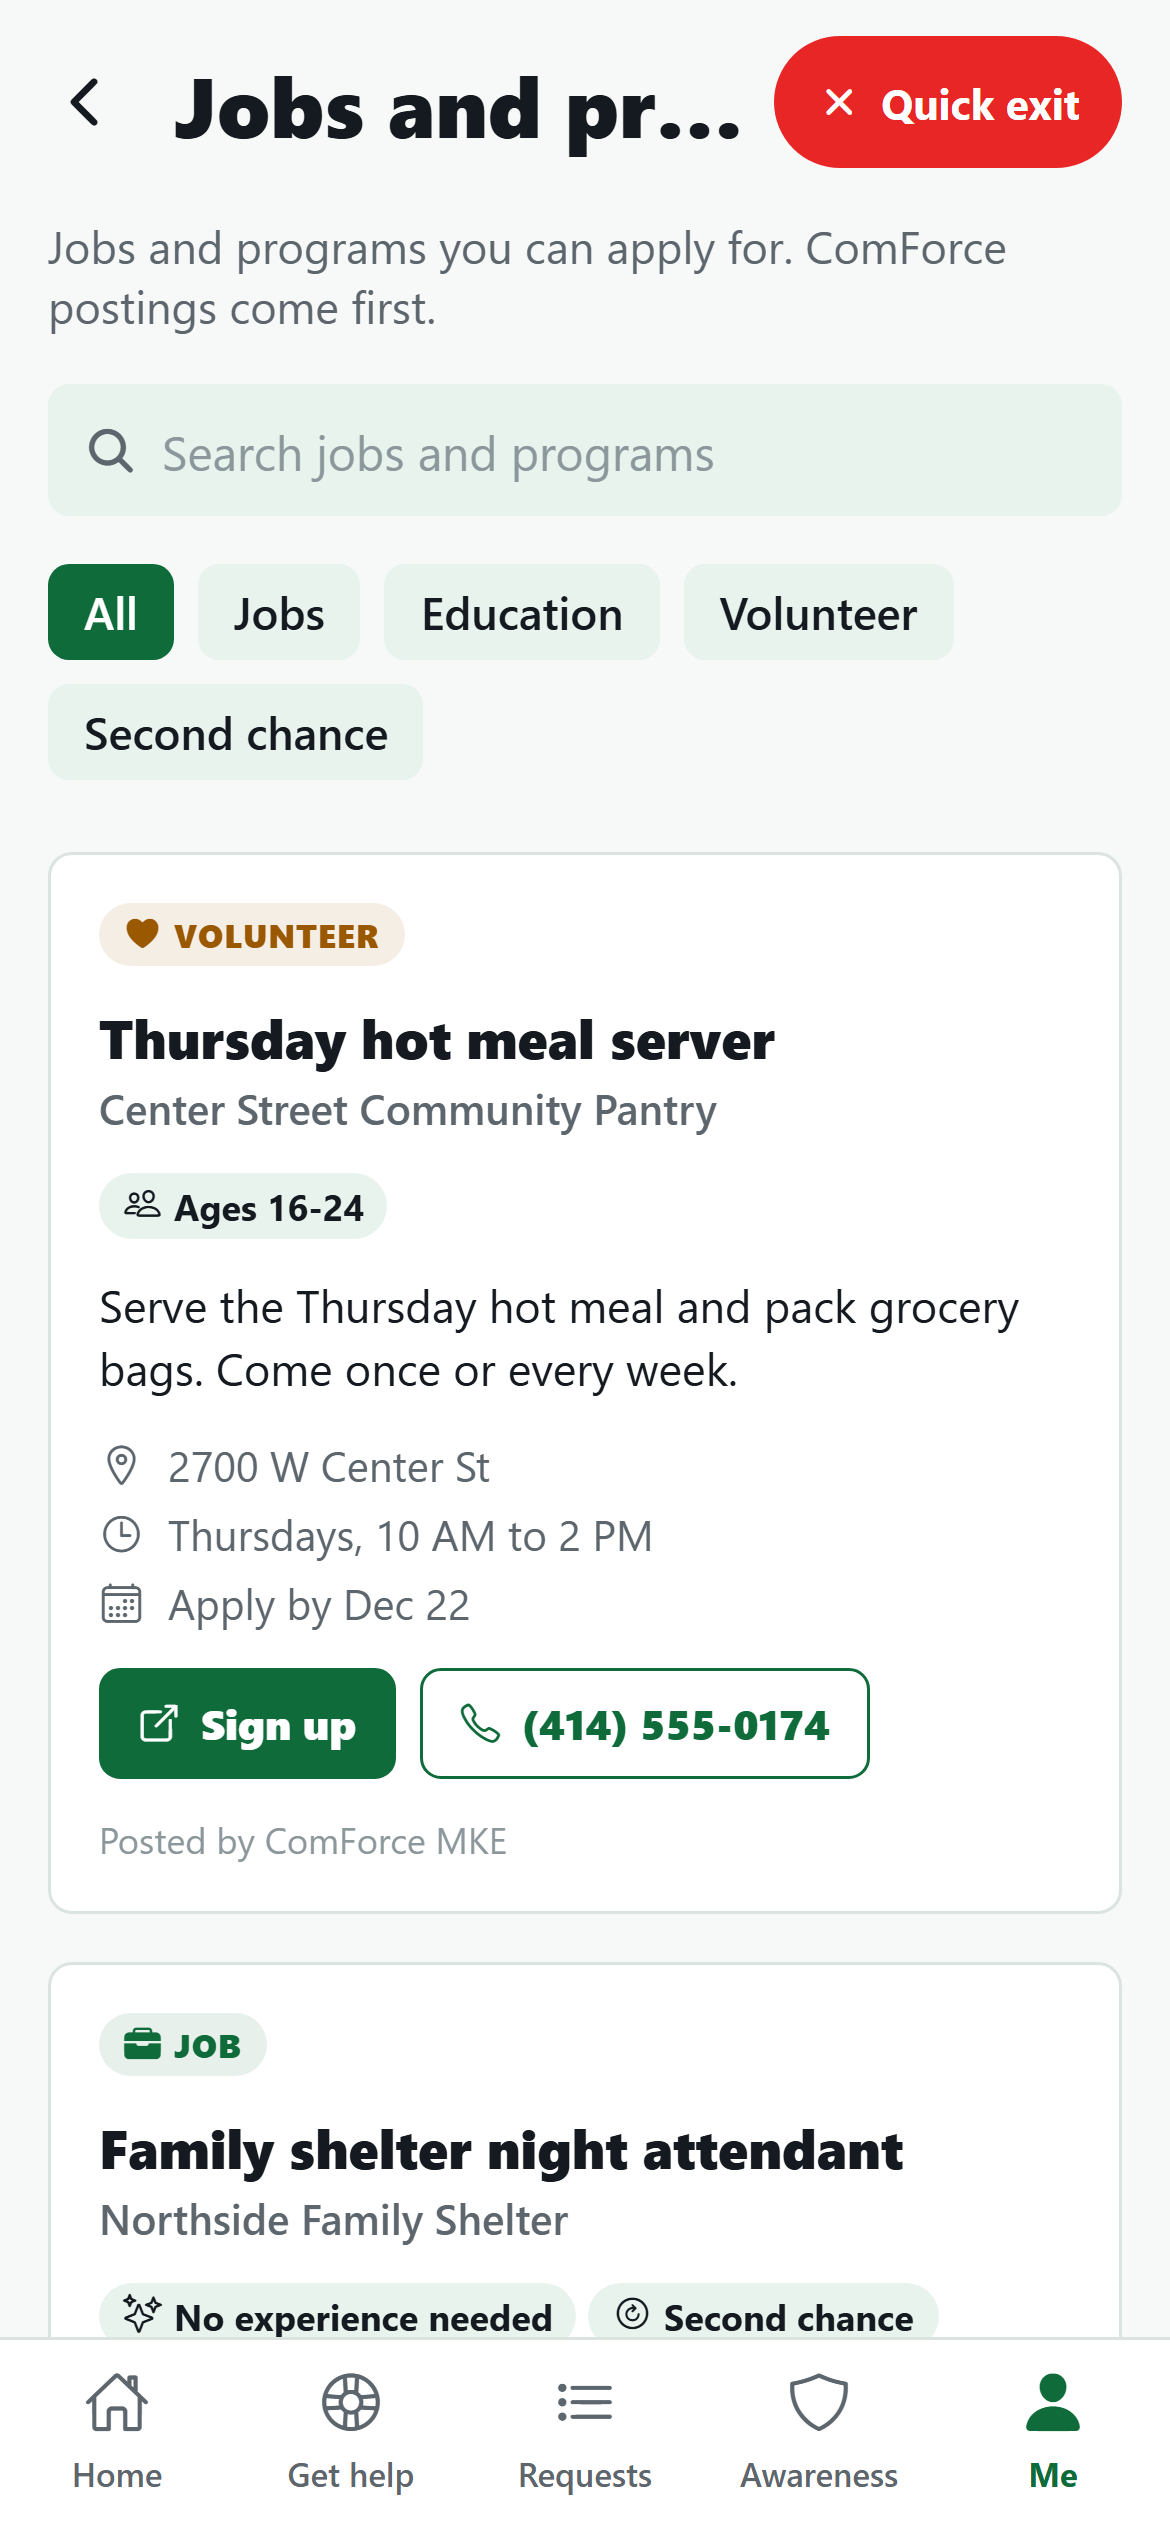 Jobs and pr...
Quick exit
Jobs and programs you can apply for. ComForce
postings come first.
Search jobs and programs
All
Jobs
Education
Volunteer
Second chance
VOLUNTEER
Thursday hot meal server
Center Street Community Pantry
Ages 16-24
Serve the Thursday hot meal and pack grocery
bags. Come once or every week.
2700 W Center St
Thursdays, 10 AM to 2 PM
Apply by Dec 22
Sign up
(414) 555-0174
Posted by ComForce MKE
JOB
Family shelter night attendant
Northside Family Shelter
No experience needed
Second chance
Home
Get help
Requests
Awareness
Me